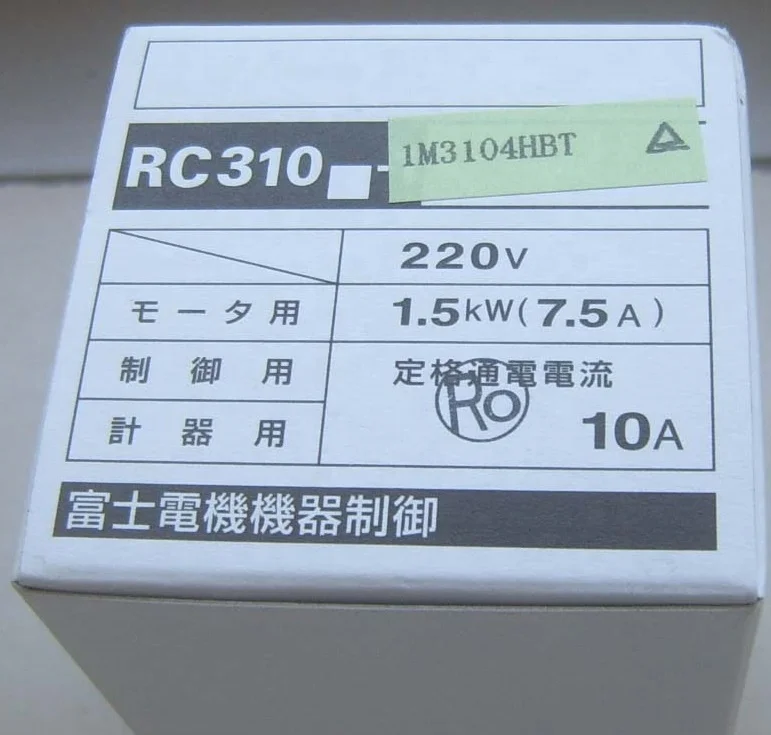 RC310□-
1M3104HBT
220V
モータ用 1.5kW(7.5A)
制御用 定格通電電流
Ro
計器用 10A
富士電機機器制御